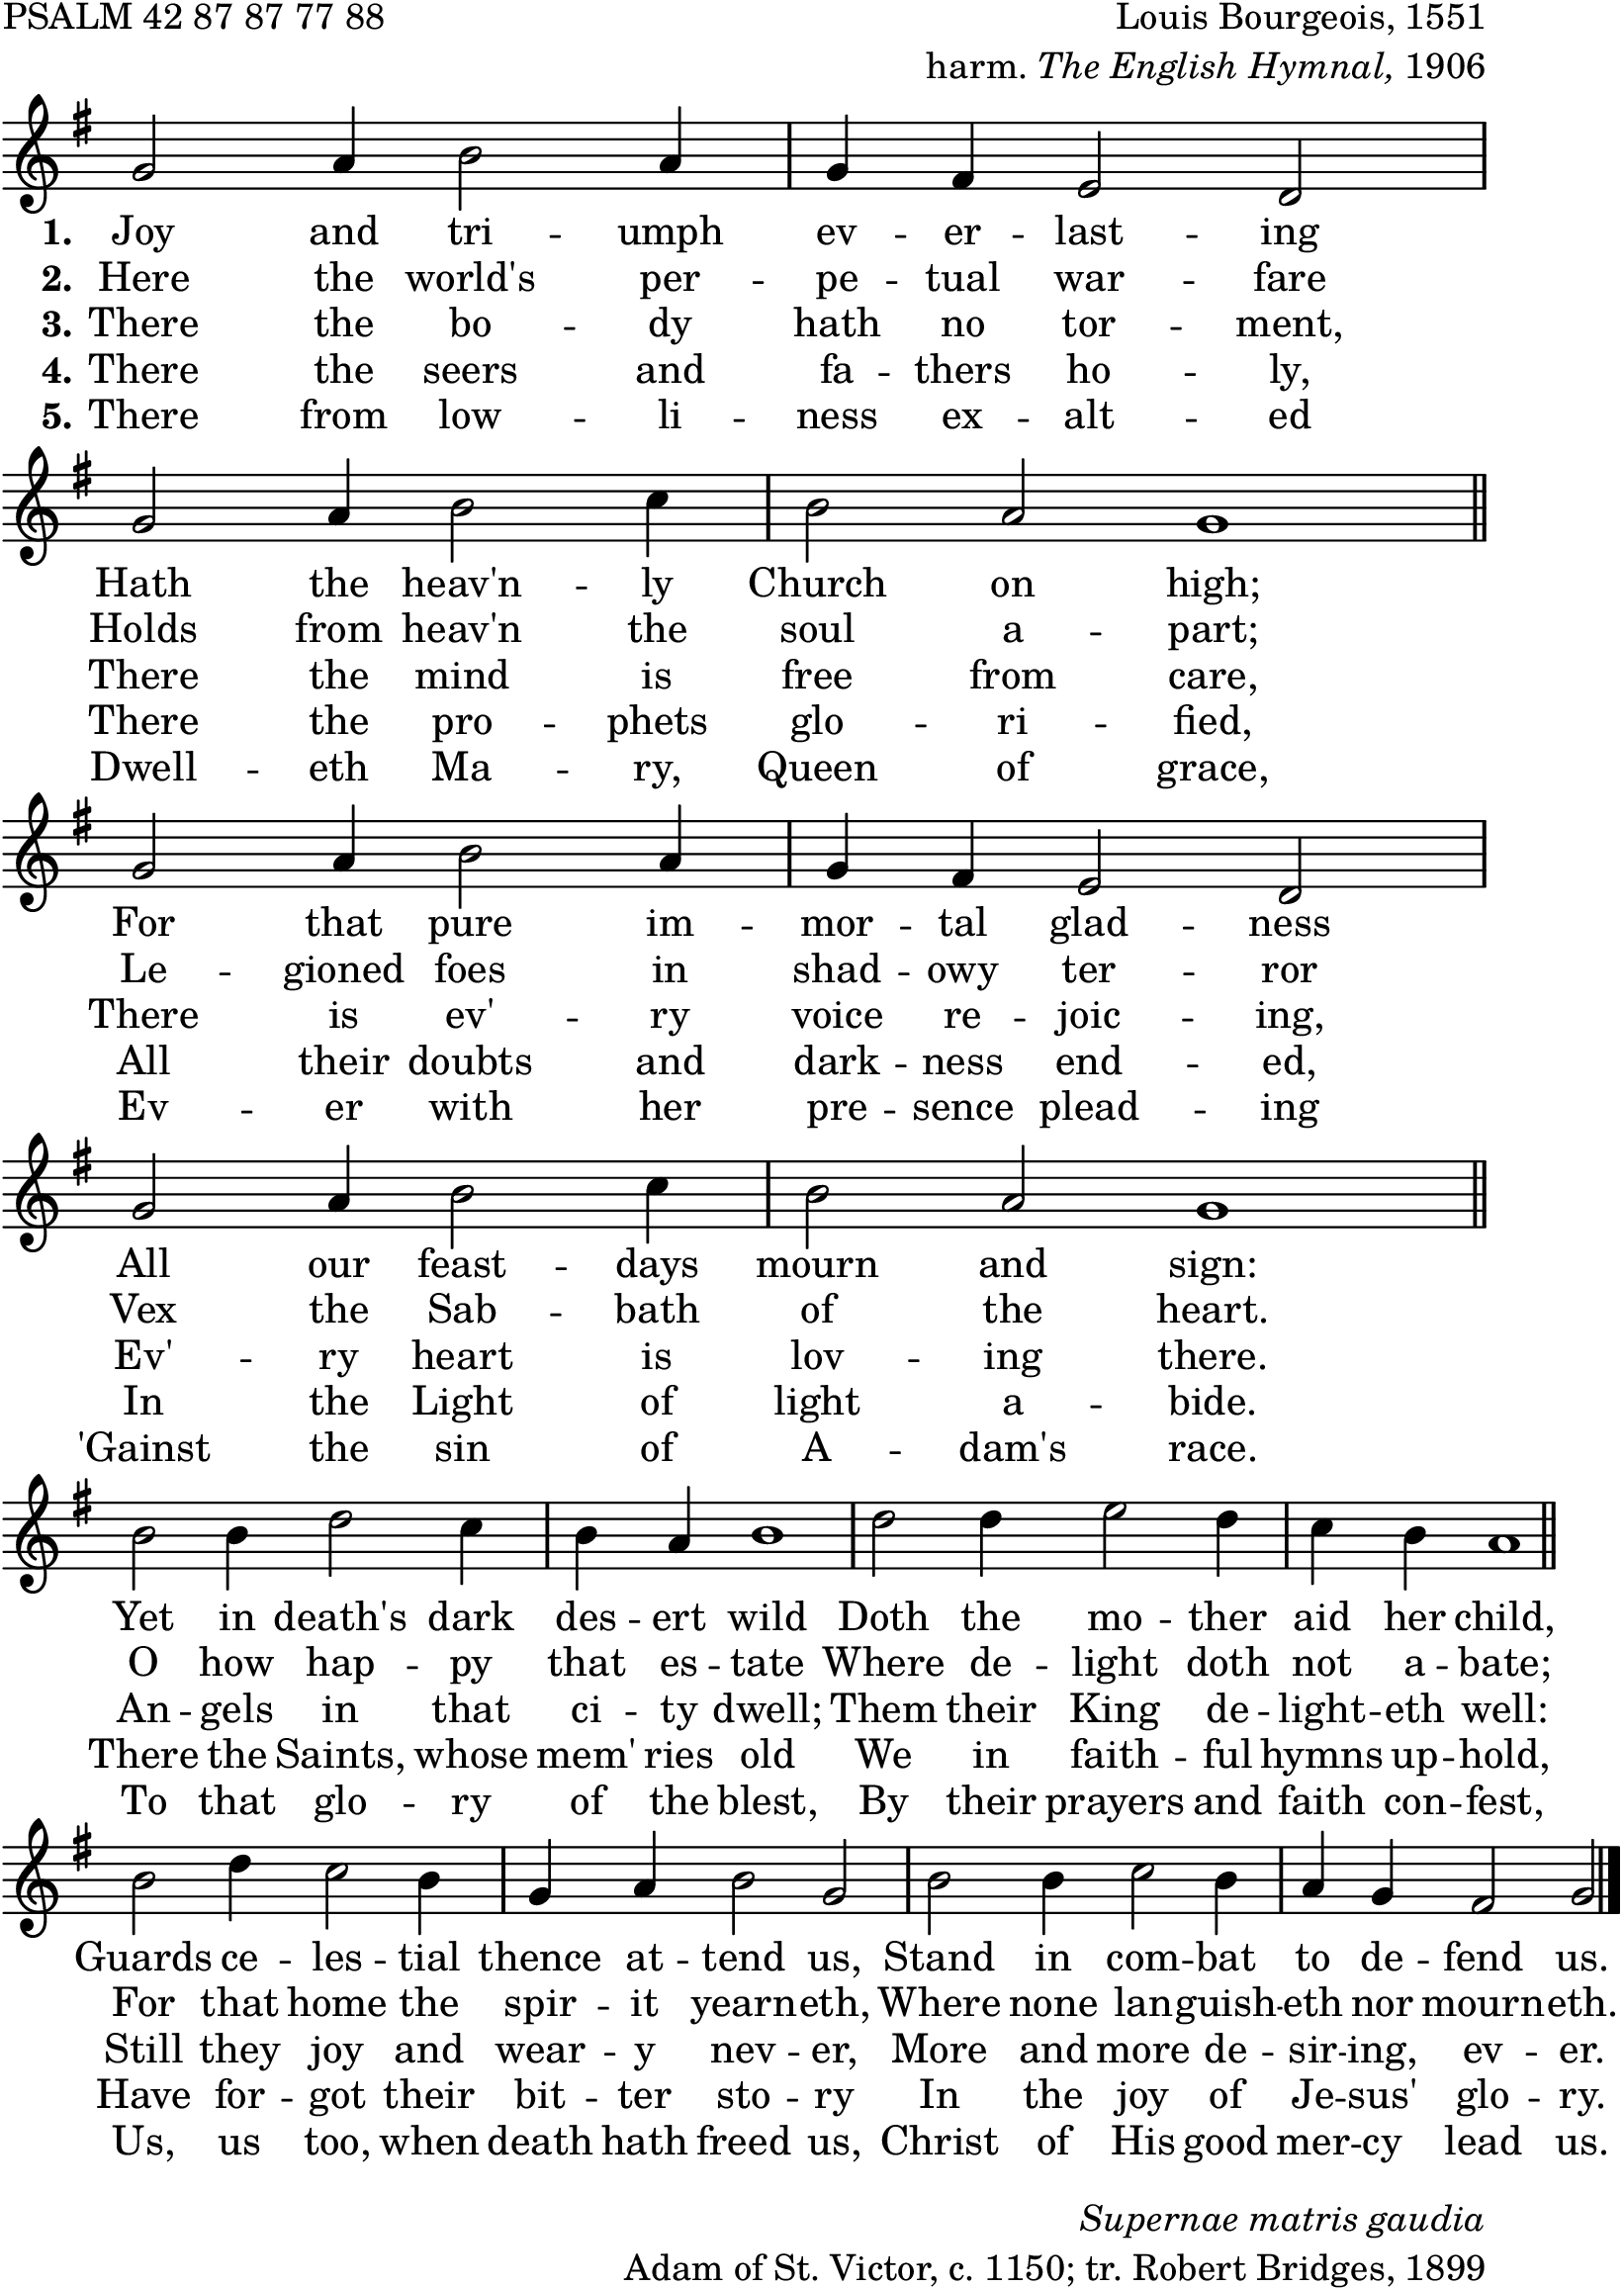 PSALM 42 87 87 77 88
Louis Bourgeois, 1551
harm. The English Hymnal, 1906
1. Joy and tri - umph ev - er - last - ing
2. Here the world's per - pe - tual war - fare
3. There the bo - dy hath no tor - ment,
4. There the seers and fa - thers ho - ly,
5. There from low - li - ness ex - alt - ed
Hath the heav'n - ly Church on high;
Holds from heav'n the soul a - part;
There the mind is free from care,
There the pro - phets glo - ri - fied,
Dwell - eth Ma - ry, Queen of grace,
For that pure im - mor - tal glad - ness
Le - gioned foes in shad - owy ter - ror
There is ev' - ry voice re - joic - ing,
All their doubts and dark - ness end - ed,
Ev - er with her pre - sence plead - ing
All our feast - days mourn and sign:
Vex the Sab - bath of the heart.
Ev' - ry heart is lov - ing there.
In the Light of light a - bide.
'Gainst the sin of A - dam's race.
Yet in death's dark des - ert wild Doth the mo - ther aid her child,
O how hap - py that es - tate Where de - light doth not a - bate;
An - gels in that ci - ty dwell; Them their King de - light - eth well:
There the Saints, whose mem' ries old We in faith - ful hymns up - hold,
To that glo - ry of the blest, By their prayers and faith con - fest,
Guards ce - les - tial thence at - tend us, Stand in com - bat to de - fend us.
For that home the spir - it yearn eth, Where none lan guish - eth nor mourn eth.
Still they joy and wear - y nev - er, More and more de - sir - ing, ev - er.
Have for - got their bit - ter sto - ry In the joy of Je - sus' glo - ry.
Us, us too, when death hath freed us, Christ of His good mer - cy lead us.
Supernae matris gaudia
Adam of St. Victor, c. 1150; tr. Robert Bridges, 1899